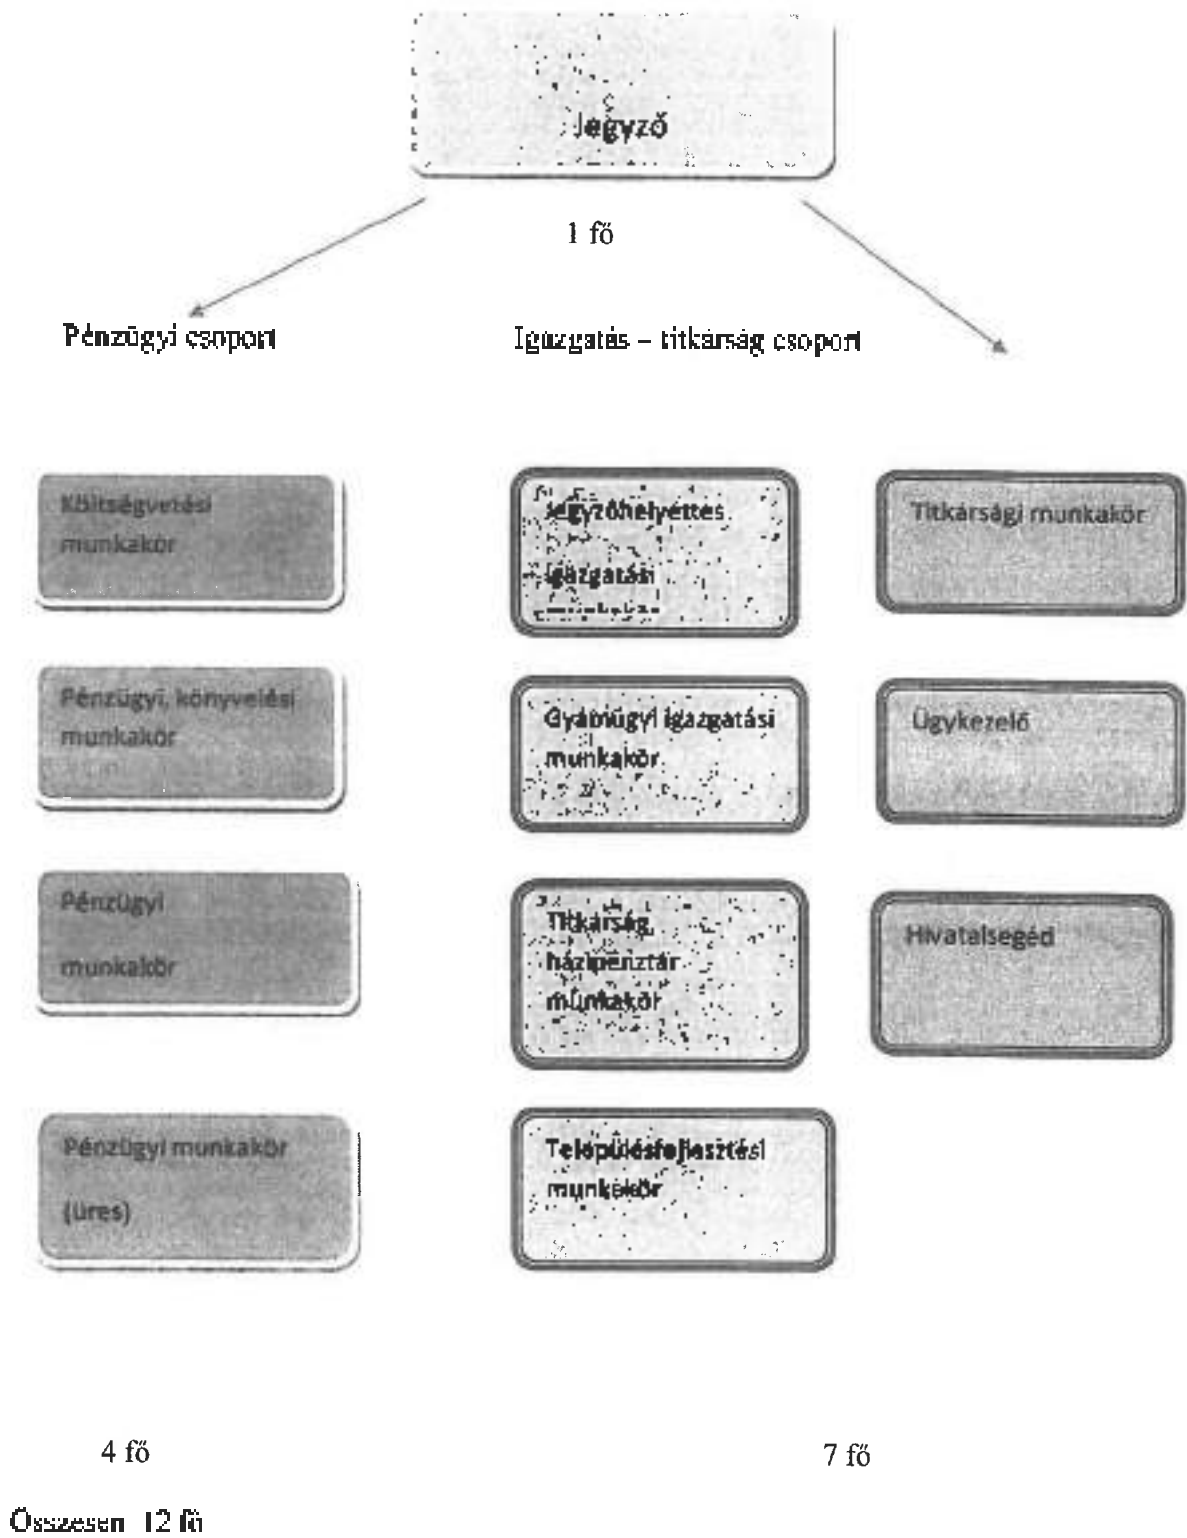 Jegyző
1 fő
Pénzügyi csoport
Igazgatás – titkárság csoport
Költségvetési
munkakör
Pénzügyi, könyvelési
munkakör
Pénzügyi
munkakör
Pénzügyi munkakör
(üres)
4 fő
Jegyzőhelyettes
igazgatási
Gyámügyi igazgatási
munkakör
Titkárság
házipénztár
munkakör
Településfejlesztési
munkakör
Titkársági munkakör
Ügykezelő
Hivatalsegéd
7 fő
Összesen 12 fő